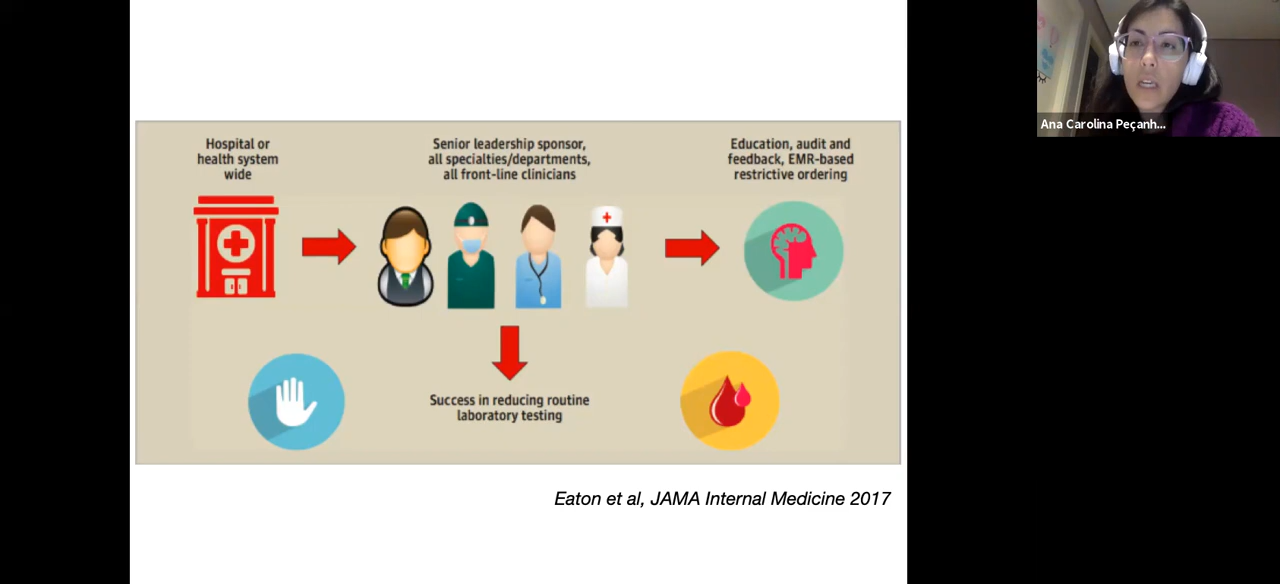 Hospital or
health system
wide
Senior leadership sponsor,
all specialties/departments,
all front-line clinicians
Education, audit and
feedback, EMR-based
restrictive ordering
Success in reducing routine
laboratory testing
Eaton et al, JAMA Internal Medicine 2017
Ana Carolina Peçanh...